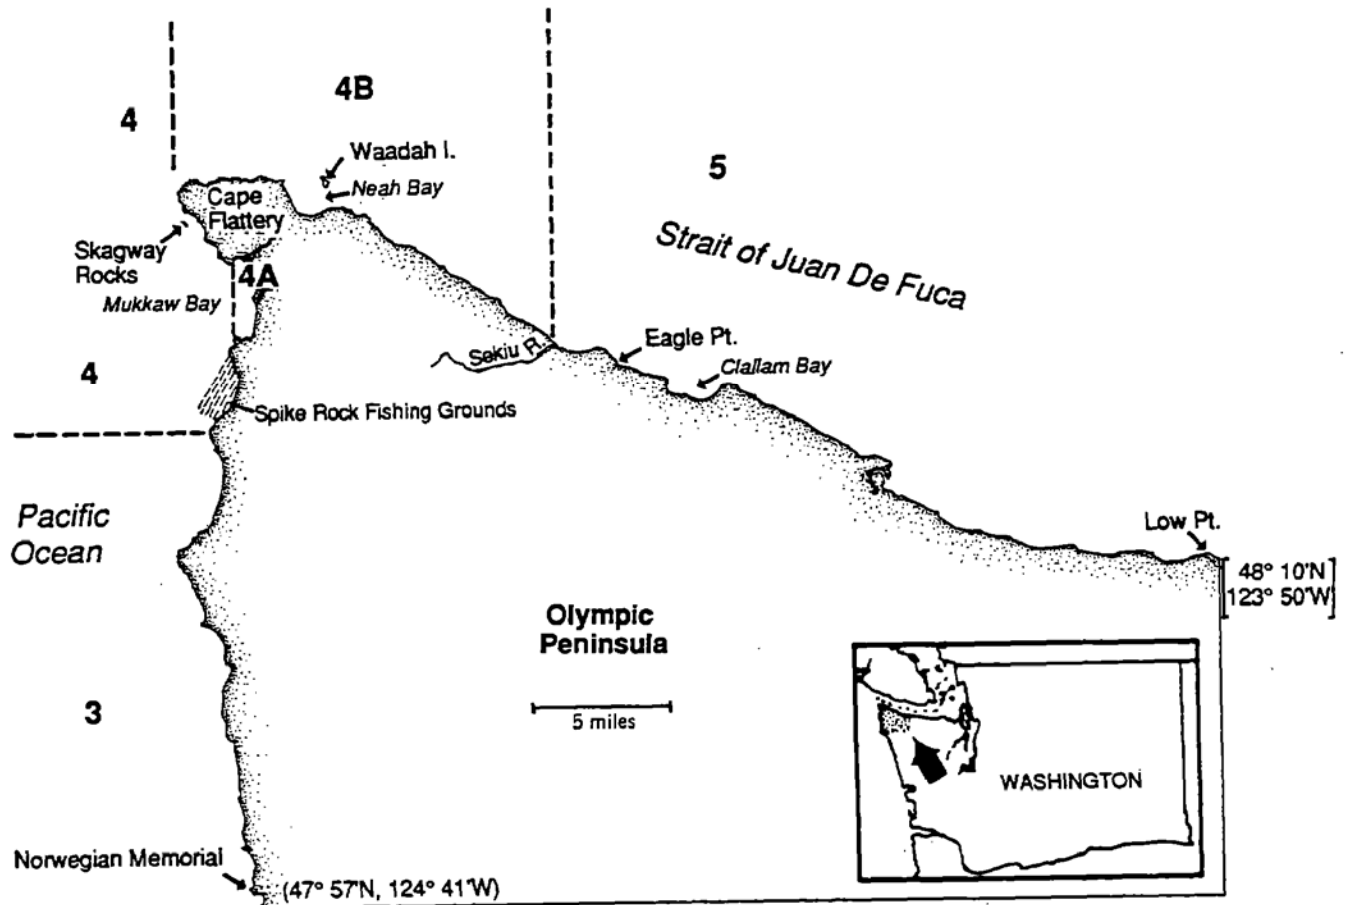 4
4B
5
Waadah I.
Neah Bay
Cape
Flattery
Skagway
Rocks
4A
Mukkaw Bay
Strait of Juan De Fuca
Sekiu R.
Eagle Pt.
Clallam Bay
4
Spike Rock Fishing Grounds
Pacific
Ocean
Low Pt.
48° 10'N
123° 50'W
Olympic
Peninsula
5 miles
3
WASHINGTON
Norwegian Memorial
(47° 57'N, 124° 41'W)